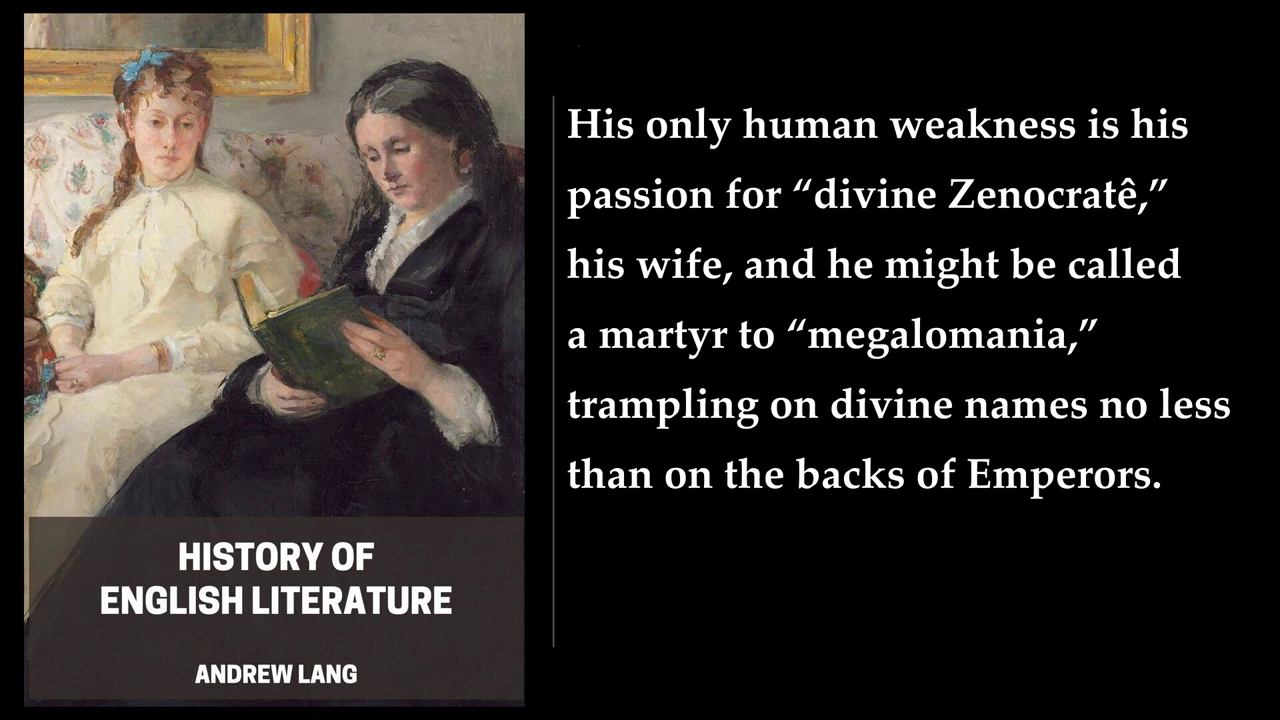 HISTORY OF
ENGLISH LITERATURE
ANDREW LANG
His only human weakness is his
passion for “divine Zenocratê,”
his wife, and he might be called
a martyr to “megalomania,”
trampling on divine names no less
than on the backs of Emperors.